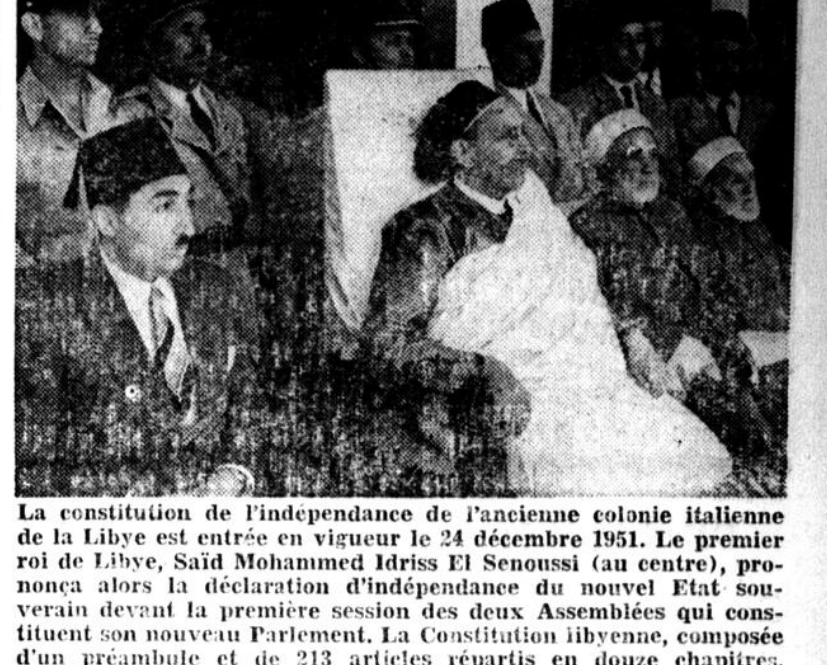 La constitution de l'indépendance de l'ancienne colonie italienne
de la Libye est entrée en vigueur le 24 décembre 1951. Le premier
roi de Libye, Saïd Mohammed Idriss El Senoussi (au centre), pro-
nonça alors la déclaration d'indépendance du nouvel Etat sou-
verain devant la première session des deux Assemblées qui cons-
tituent son nouveau Parlement. La Constitution libyenne, composée
d'un préambule et de 213 articles répartis en douze chapitres,